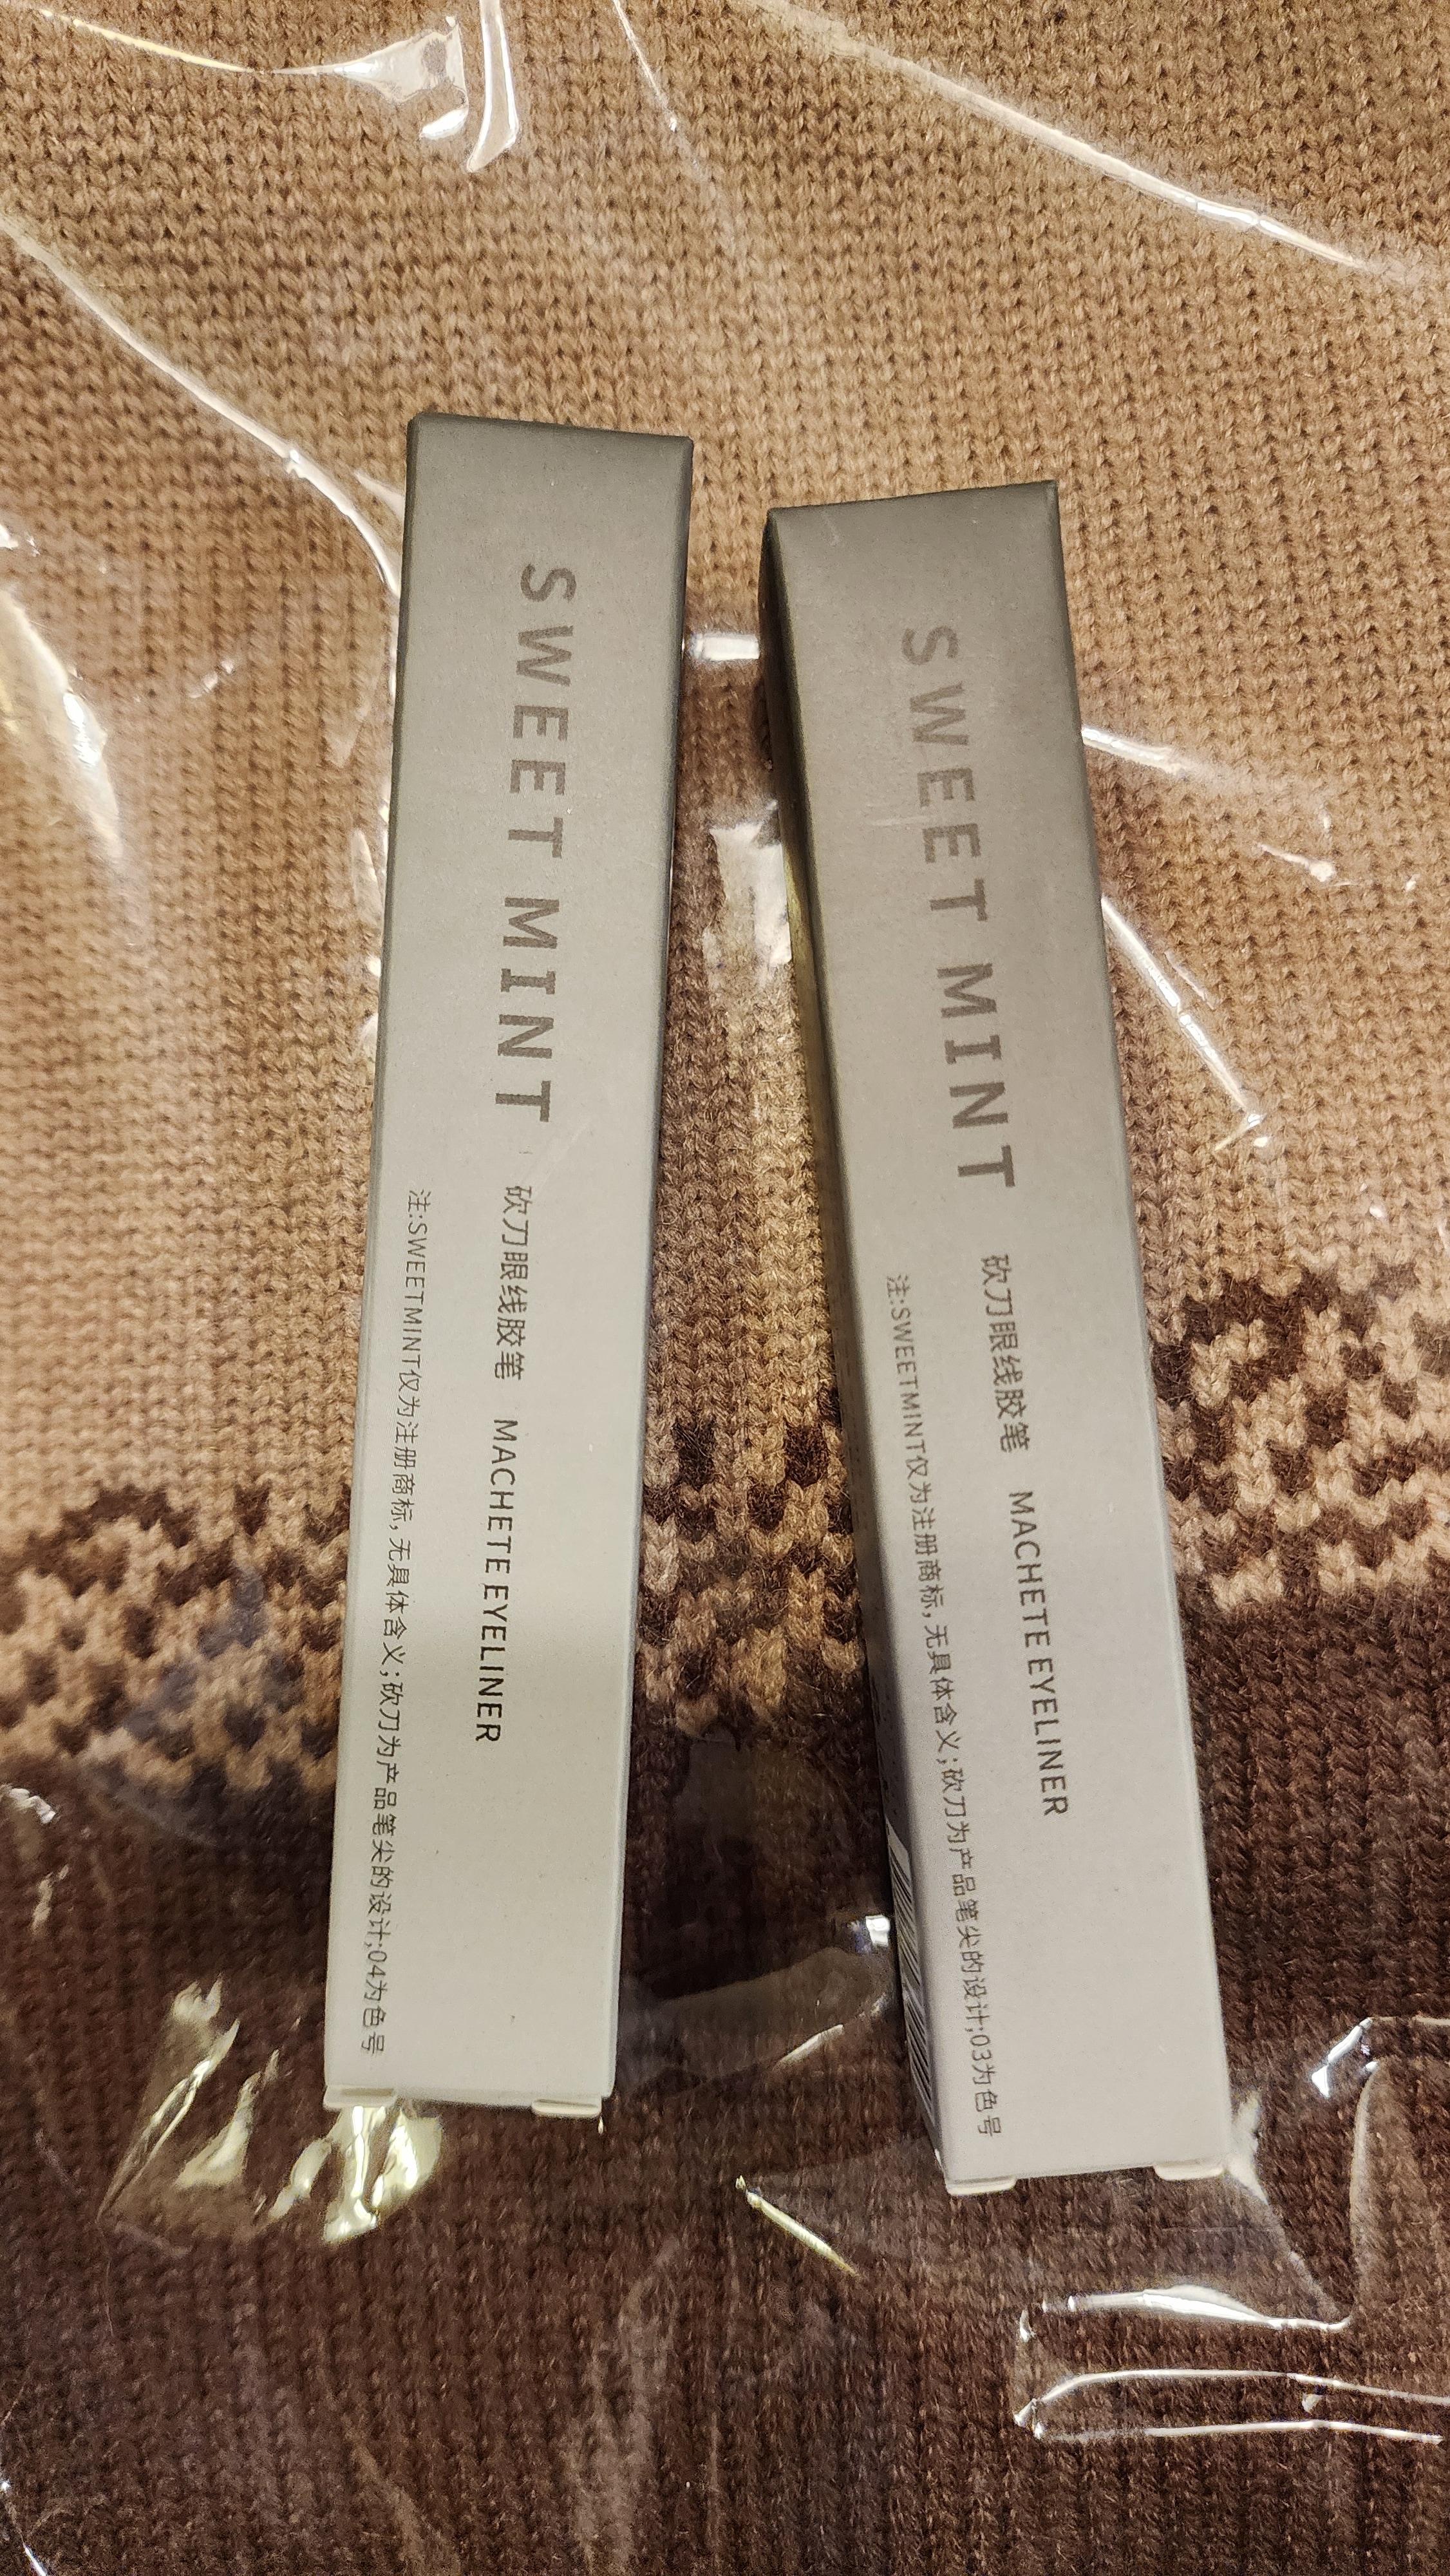 SWEET MINT
砍刀眼线胶笔 MACHETE EYELINER
注:SWEETMINT仅为注册商标,无具体含义;砍刀为产品笔尖的设计;04为色号
SWEET MINT
砍刀眼线胶笔 MACHETE EYELINER
注:SWEETMINT仅为注册商标,无具体含义;砍刀为产品笔尖的设计;03为色号